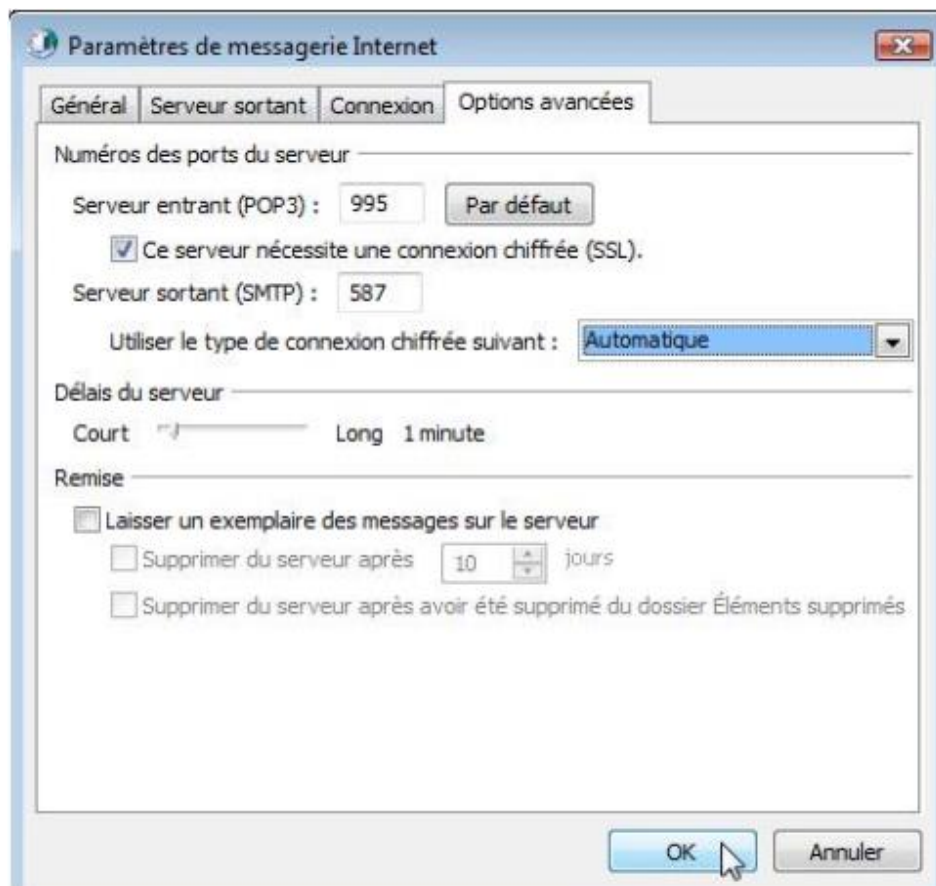 Paramètres de messagerie Internet
Général Serveur sortant Connexion Options avancées
Numéros des ports du serveur
Serveur entrant (POP3) : 995 Par défaut
Ce serveur nécessite une connexion chiffrée (SSL).
Serveur sortant (SMTP) : 587
Utiliser le type de connexion chiffrée suivant : Automatique
Délais du serveur
Court Long 1 minute
Remise
Laisser un exemplaire des messages sur le serveur
Supprimer du serveur après 10 jours
Supprimer du serveur après avoir été supprimé du dossier Éléments supprimés
OK Annuler